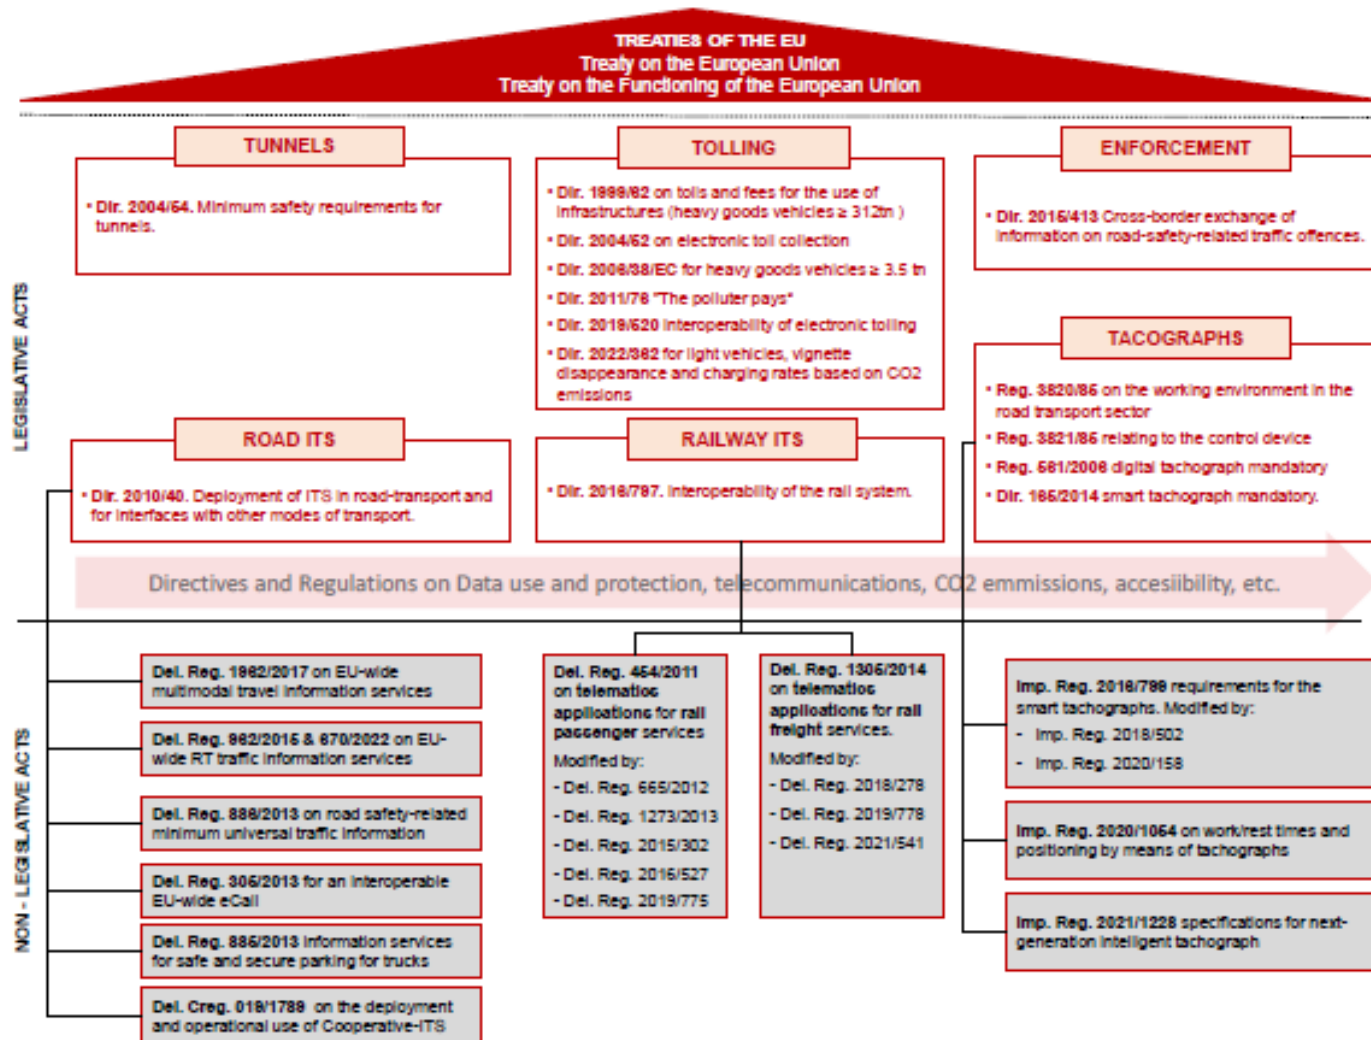 TREATIES OF THE EU
Treaty on the European Union
Treaty on the Functioning of the European Union
LEGISLATIVE ACTS
TUNNELS
• Dir. 2004/54. Minimum safety requirements for
tunnels.
TOLLING
• Dir. 1999/62 on tolls and fees for the use of
infrastructures (heavy goods vehicles ≥ 312tn )
• Dir. 2004/52 on electronic toll collection
• Dir. 2006/38/EC for heavy goods vehicles ≥ 3.5 tn
• Dir. 2011/76 "The polluter pays"
• Dir. 2019/520 Interoperability of electronic tolling
• Dir. 2022/362 for light vehicles, vignette
disappearance and charging rates based on CO2
emissions
ENFORCEMENT
• Dir. 2015/413 Cross-border exchange of
information on road-safety-related traffic offences.
TACOGRAPHS
• Reg. 3820/85 on the working environment in the
road transport sector
• Reg. 3821/85 relating to the control device
• Reg. 561/2006 digital tachograph mandatory
• Dir. 165/2014 smart tachograph mandatory.
ROAD ITS
• Dir. 2010/40. Deployment of ITS in road-transport and
for interfaces with other modes of transport.
RAILWAY ITS
• Dir. 2016/797. Interoperability of the rail system.
Directives and Regulations on Data use and protection, telecommunications, CO2 emmissions, accesiibility, etc.
NON - LEGISLATIVE ACTS
Del. Reg. 1962/2017 on EU-wide
multimodal travel information services
Del. Reg. 962/2015 & 670/2022 on EU-
wide RT traffic information services
Del. Reg. 886/2013 on road safety-related
minimum universal traffic information
Del. Reg. 305/2013 for an interoperable
EU-wide eCall
Del. Reg. 885/2013 information services
for safe and secure parking for trucks
Del. Creg. 019/1789 on the deployment
and operational use of Cooperative-ITS
Del. Reg. 454/2011
on telematics
applications for rail
passenger services
Modified by:
- Del. Reg. 665/2012
- Del. Reg. 1273/2013
- Del. Reg. 2015/302
- Del. Reg. 2016/527
- Del. Reg. 2019/775
Del. Reg. 1305/2014
on telematics
applications for rail
freight services.
Modified by:
- Del. Reg. 2018/278
- Del. Reg. 2019/778
- Del. Reg. 2021/541
Imp. Reg. 2016/799 requirements for the
smart tachographs. Modified by:
- Imp. Reg. 2018/502
- Imp. Reg. 2020/158
Imp. Reg. 2020/1054 on work/rest times and
positioning by means of tachographs
Imp. Reg. 2021/1228 specifications for next-
generation intelligent tachograph